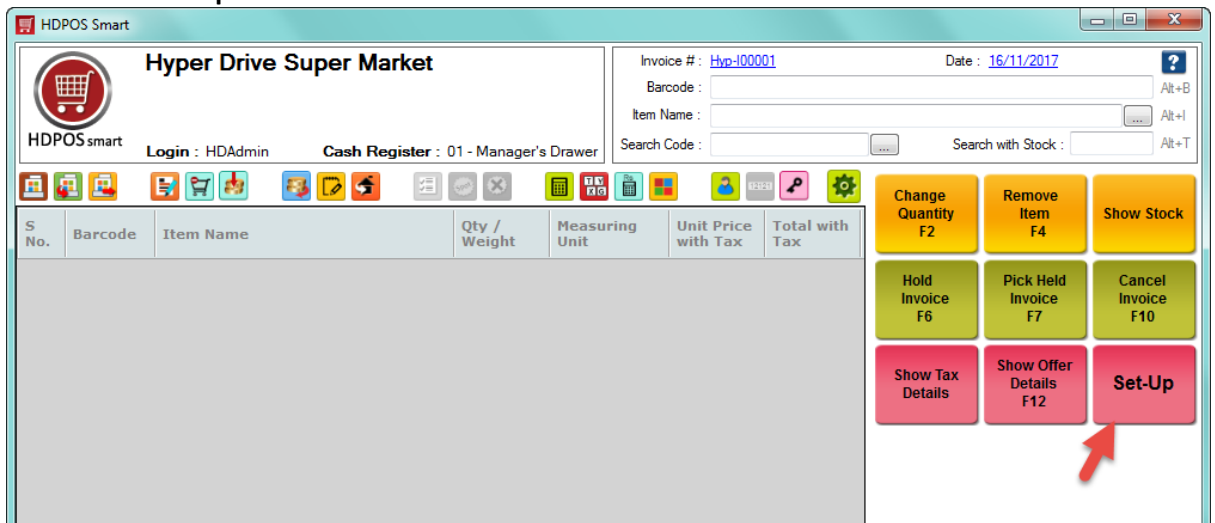 HDPOS Smart
Hyper Drive Super Market
HDPOS smart
Login : HDAdmin Cash Register : 01 - Manager's Drawer
Invoice # : Hyp-I00001 Date : 16/11/2017 ?
Barcode : Alt+B
Item Name : ... Alt+I
Search Code : ... Search with Stock : Alt+T
S No. Barcode Item Name Qty / Weight Measuring Unit Unit Price with Tax Total with Tax
Change Quantity F2
Remove Item F4
Show Stock
Hold Invoice F6
Pick Held Invoice F7
Cancel Invoice F10
Show Tax Details
Show Offer Details F12
Set-Up